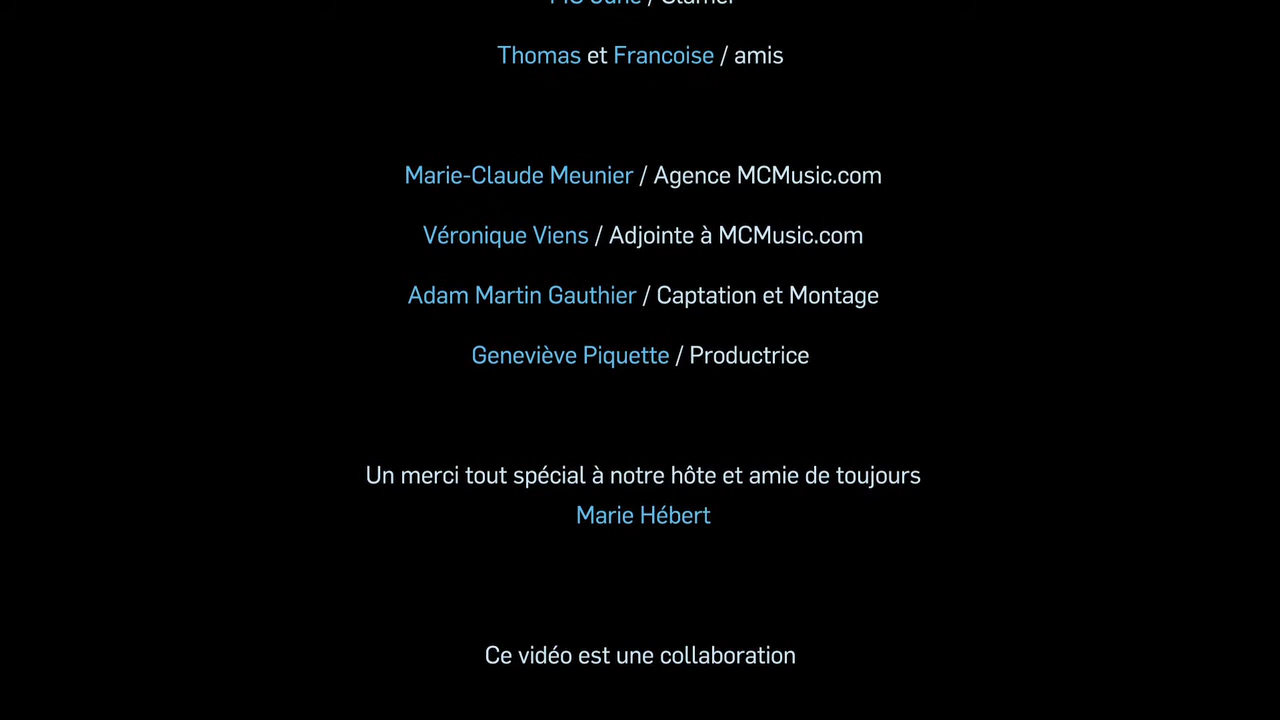 Thomas et Francoise / amis
Marie-Claude Meunier / Agence MCMusic.com
Véronique Viens / Adjointe à MCMusic.com
Adam Martin Gauthier / Captation et Montage
Geneviève Piquette / Productrice
Un merci tout spécial à notre hôte et amie de toujours
Marie Hébert
Ce vidéo est une collaboration